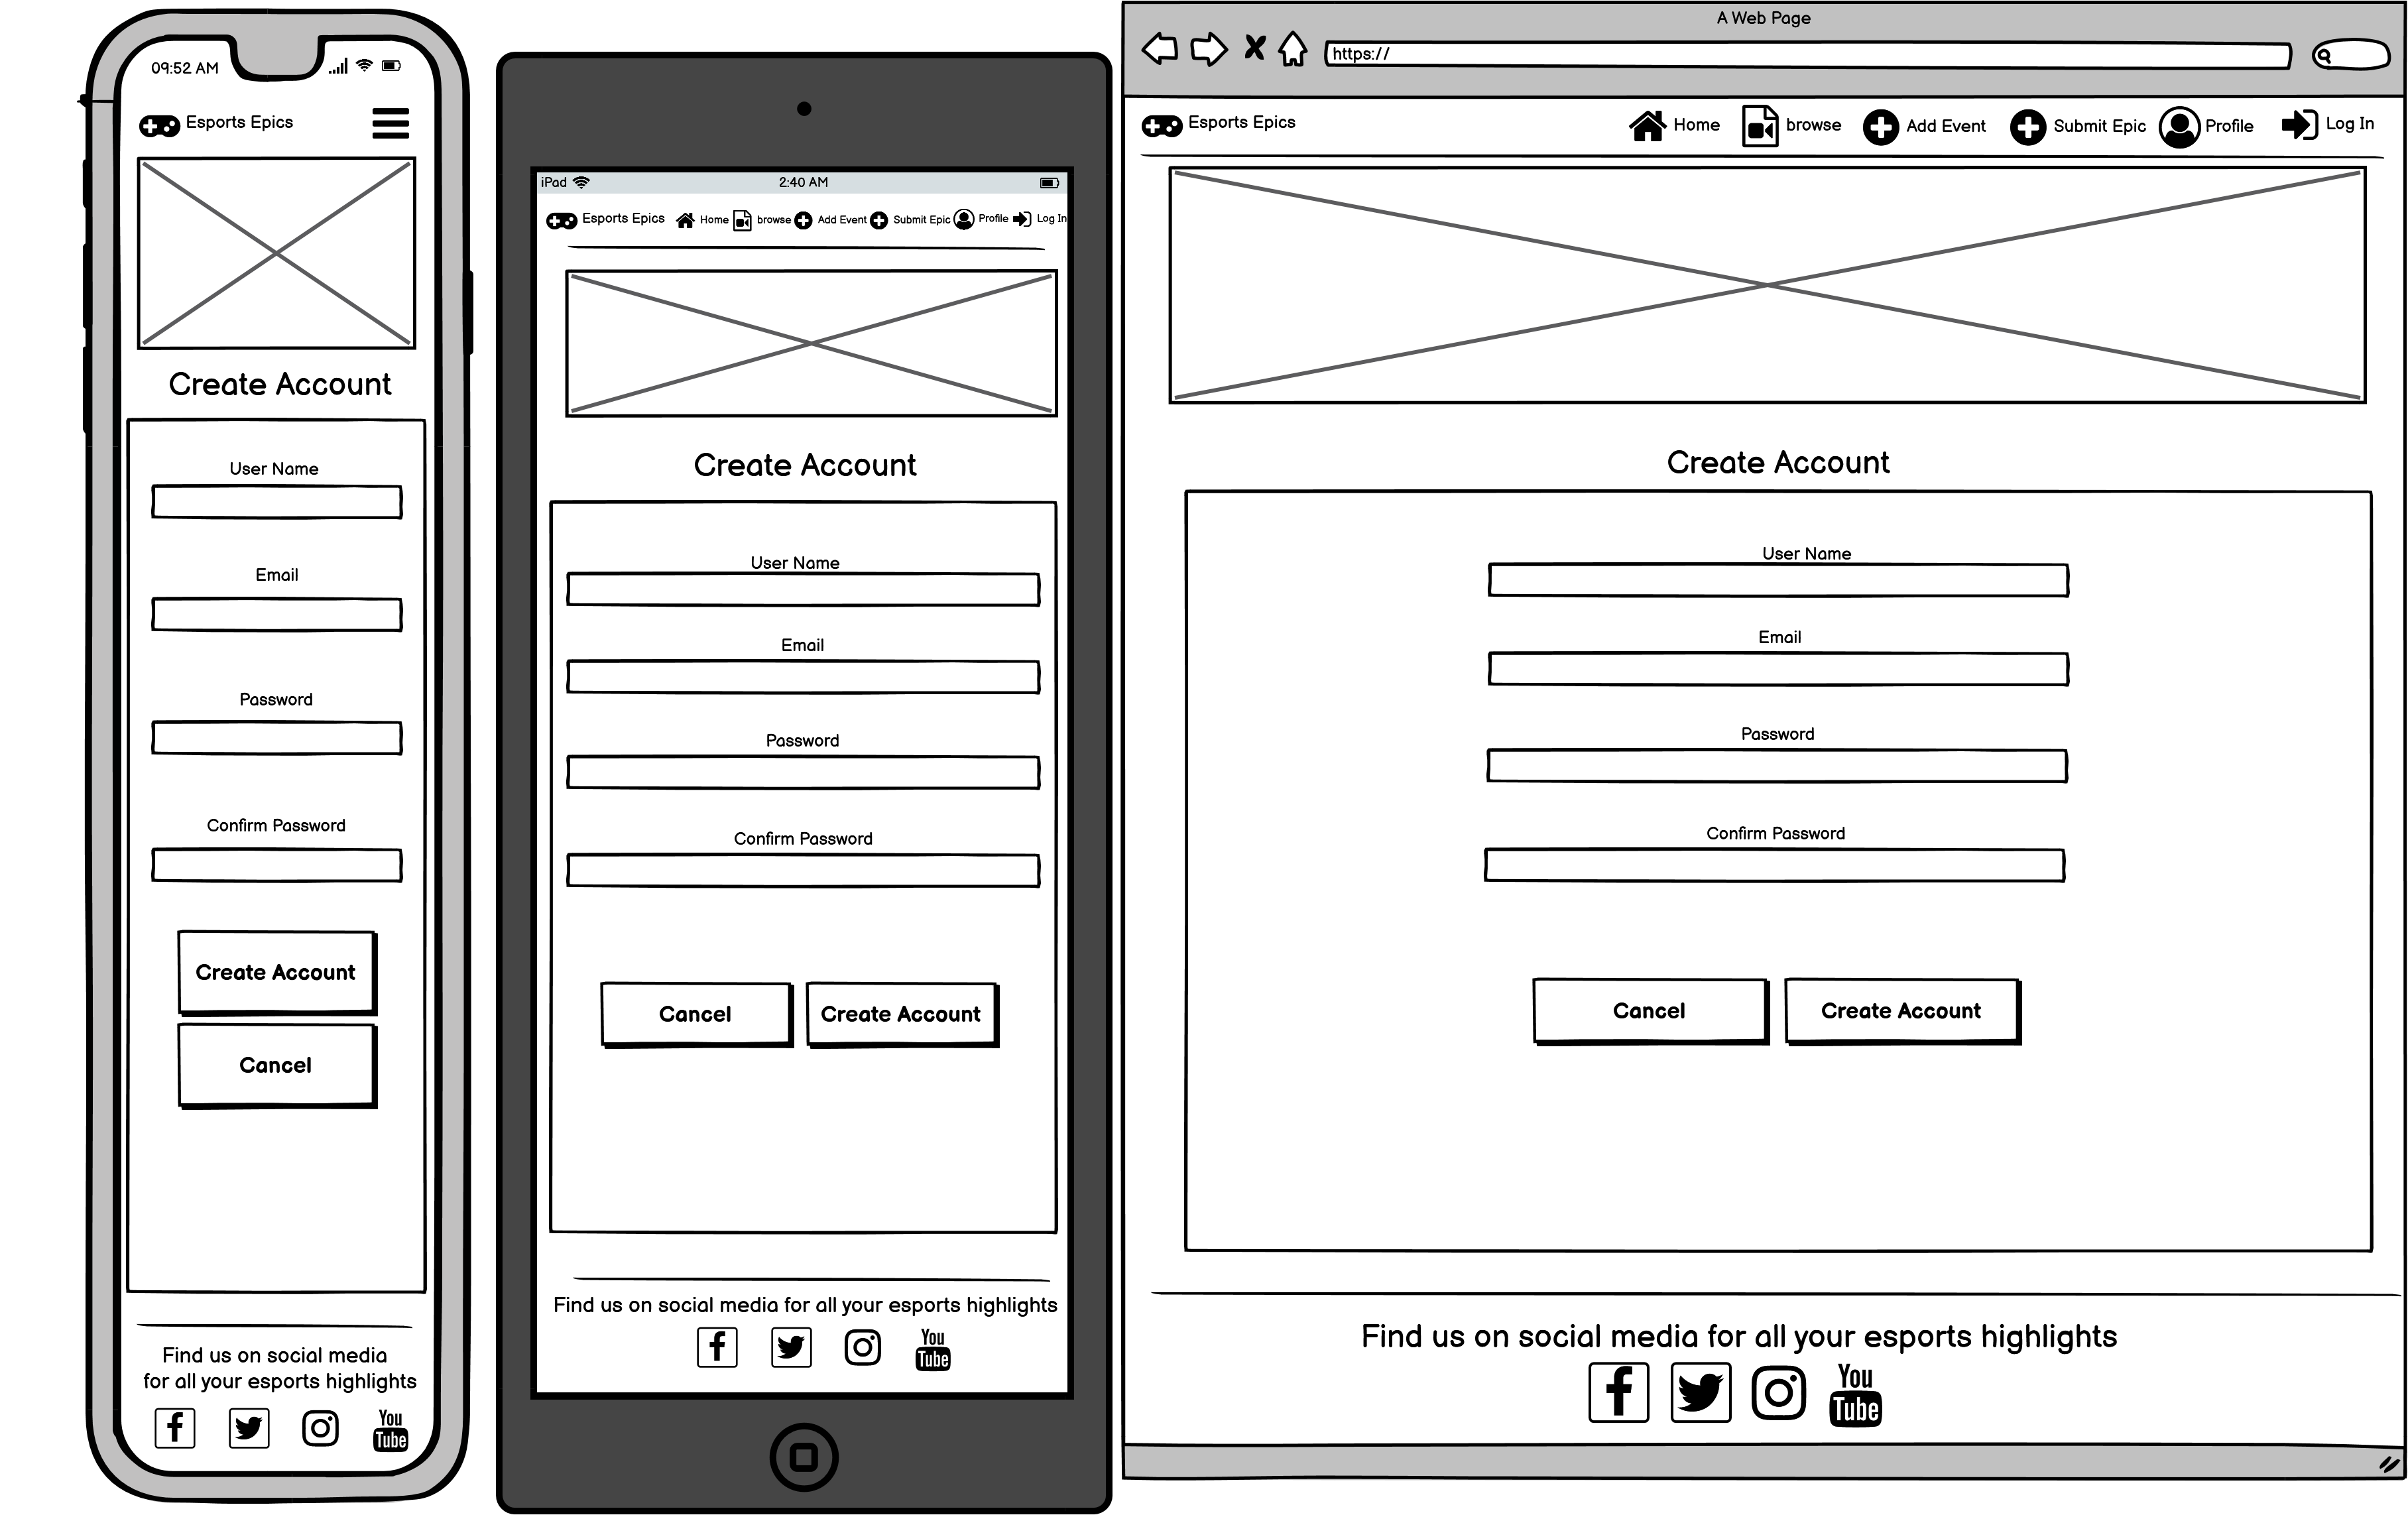 09:52 AM
Esports Epics
Create Account
User Name
Email
Password
Confirm Password
Create Account
Cancel
Find us on social media
for all your esports highlights
You
Tube
iPad
2:40 AM
Esports Epics
Home
browse
Add Event
Submit Epic
Profile
Log In
Create Account
User Name
Email
Password
Confirm Password
Cancel
Create Account
Find us on social media for all your esports highlights
You
Tube
A Web Page
https://
Esports Epics
Home
browse
Add Event
Submit Epic
Profile
Log In
Create Account
User Name
Email
Password
Confirm Password
Cancel
Create Account
Find us on social media for all your esports highlights
You
Tube